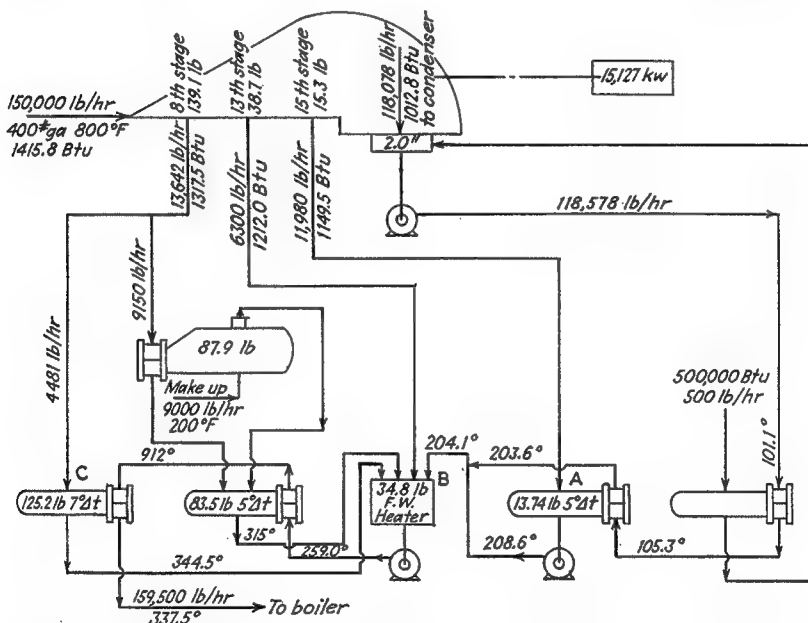 8th stage
139.1 lb
13th stage
38.7 lb
15th stage
15.3 lb
118,078 lb/hr
1012.8 Btu
to condenser
15,127 kw
150,000 lb/hr
400#ga 800°F
1415.8 Btu
2.0"
13,642 lb/hr
1317.5 Btu
6300 lb/hr
1212.0 Btu
11,980 lb/hr
1149.5 Btu
118,578 lb/hr
4481 lb/hr
9150 lb/hr
87.9 lb
Make up
9000 lb/hr
200°F
500,000 Btu
500 lb/hr
101.1°
C
912°
204.1°
203.6°
B
A
125.2 lb 7°Δt
83.5 lb 5°Δt
34.8 lb
F.W.
Heater
13.74 lb 5°Δt
315°
259.0°
208.6°
105.3°
344.5°
159,500 lb/hr
337.5°
To boiler